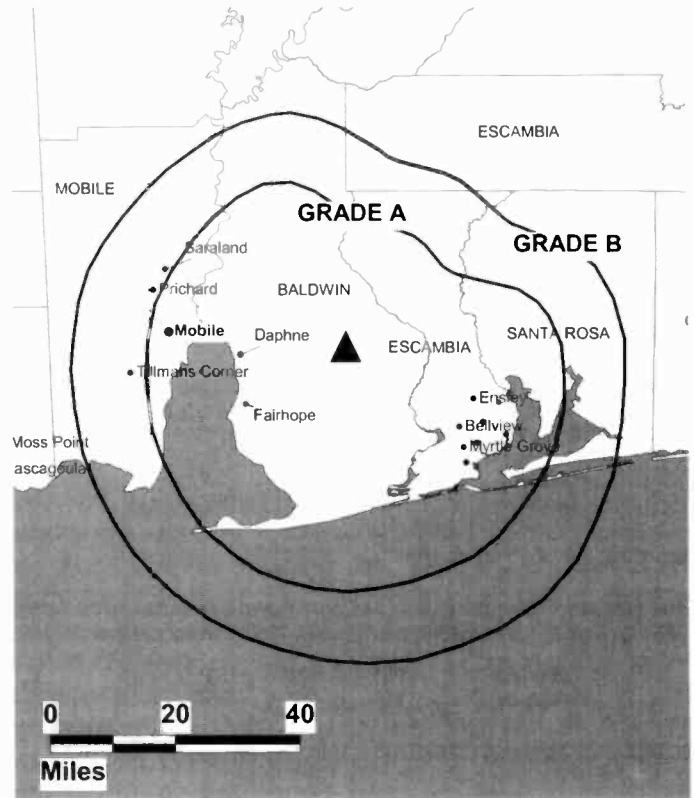 ESCAMBIA
MOBILE
GRADE A
GRADE B
Saraland
Prichard
BALDWIN
Mobile
Daphne
ESCAMBIA
SANTA ROSA
Tillmans Corner
Ensley
Fairhope
Bellview
Moss Point
Myrtle Grove
ascagoula
0 20 40
Miles